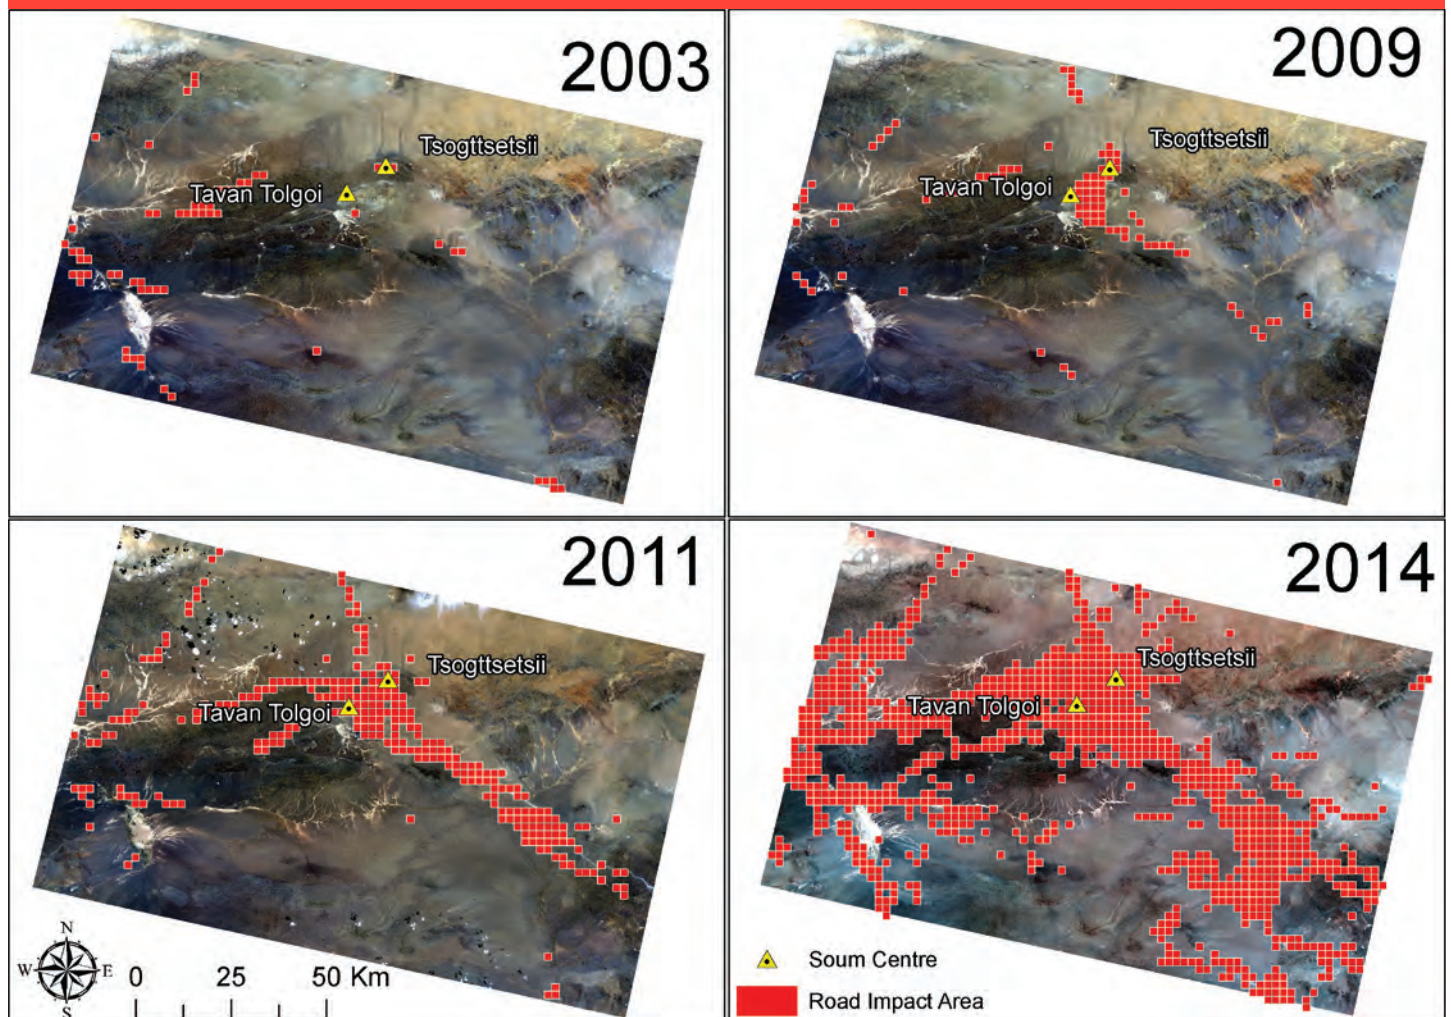 2003
Tsogttsetsii
Tavan Tolgoi
2009
Tsogttsetsii
Tavan Tolgoi
2011
Tsogttsetsii
Tavan Tolgoi
N
W E
S
0 25 50 Km
2014
Tsogttsetsii
Tavan Tolgoi
Soum Centre
Road Impact Area